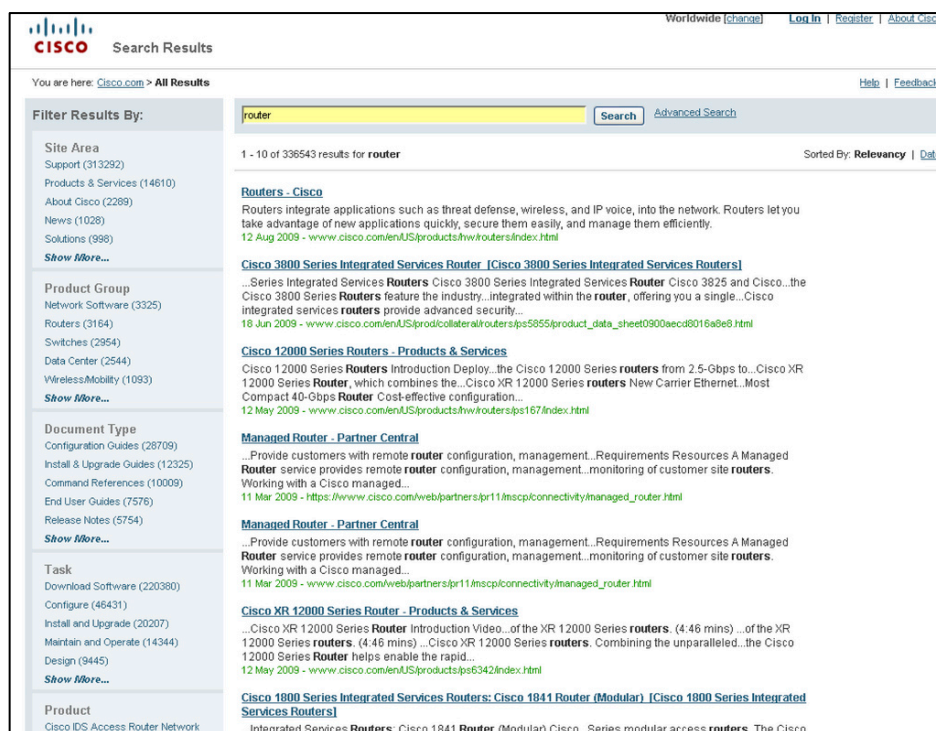 Worldwide [change] Log In | Register | About Cisc
CISCO Search Results
You are here: Cisco.com > All Results
Help | Feedback
Filter Results By:
Site Area
Support (313292)
Products & Services (14610)
About Cisco (2289)
News (1028)
Solutions (998)
Show More...
Product Group
Network Software (3325)
Routers (3164)
Switches (2954)
Data Center (2544)
Wireless/Mobility (1093)
Show More...
Document Type
Configuration Guides (28709)
Install & Upgrade Guides (12325)
Command References (10009)
End User Guides (7576)
Release Notes (5754)
Show More...
Task
Download Software (220380)
Configure (46431)
Install and Upgrade (20207)
Maintain and Operate (14344)
Design (9445)
Show More...
Product
Cisco IDS Access Router Network
router Search Advanced Search
1 - 10 of 336543 results for router
Sorted By: Relevancy | Dat
Routers - Cisco
Routers integrate applications such as threat defense, wireless, and IP voice, into the network. Routers let you
take advantage of new applications quickly, secure them easily, and manage them efficiently.
12 Aug 2009 - www.cisco.com/en/US/products/hw/routers/index.html
Cisco 3800 Series Integrated Services Router [Cisco 3800 Series Integrated Services Routers]
...Series Integrated Services Routers Cisco 3800 Series Integrated Services Router Cisco 3825 and Cisco...the
Cisco 3800 Series Routers feature the industry...integrated within the router, offering you a single...Cisco
integrated services routers provide advanced security...
18 Jun 2009 - www.cisco.com/en/US/prod/collateral/routers/ps5855/product_data_sheet0900aecd8016a8e8.html
Cisco 12000 Series Routers - Products & Services
Cisco 12000 Series Routers Introduction Deploy...the Cisco 12000 Series routers from 2.5-Gbps to...Cisco XR
12000 Series Router, which combines the...Cisco XR 12000 Series routers New Carrier Ethernet...Most
Compact 40-Gbps Router Cost-effective configuration...
12 May 2009 - www.cisco.com/en/US/products/hw/routers/ps167/index.html
Managed Router - Partner Central
...Provide customers with remote router configuration, management...Requirements Resources A Managed
Router service provides remote router configuration, management...monitoring of customer site routers.
Working with a Cisco managed...
11 Mar 2009 - https://www.cisco.com/web/partners/pr11/mscp/connectivity/managed_router.html
Managed Router - Partner Central
...Provide customers with remote router configuration, management...Requirements Resources A Managed
Router service provides remote router configuration, management...monitoring of customer site routers.
Working with a Cisco managed...
11 Mar 2009 - www.cisco.com/web/partners/pr11/mscp/connectivity/managed_router.html
Cisco XR 12000 Series Router - Products & Services
...Cisco XR 12000 Series Router Introduction Video...of the XR 12000 Series routers. (4:46 mins) ...of the XR
12000 Series routers. (4:46 mins) ...Cisco XR 12000 Series routers. Combining the unparalleled...the Cisco
12000 Series Router helps enable the rapid...
12 May 2009 - www.cisco.com/en/US/products/ps6342/index.html
Cisco 1800 Series Integrated Services Routers: Cisco 1841 Router (Modular) [Cisco 1800 Series Integrated
Services Routers]
...Integrated Services Routers: Cisco 1841 Router (Modular) Cisco...Series modular access routers. The Cisco